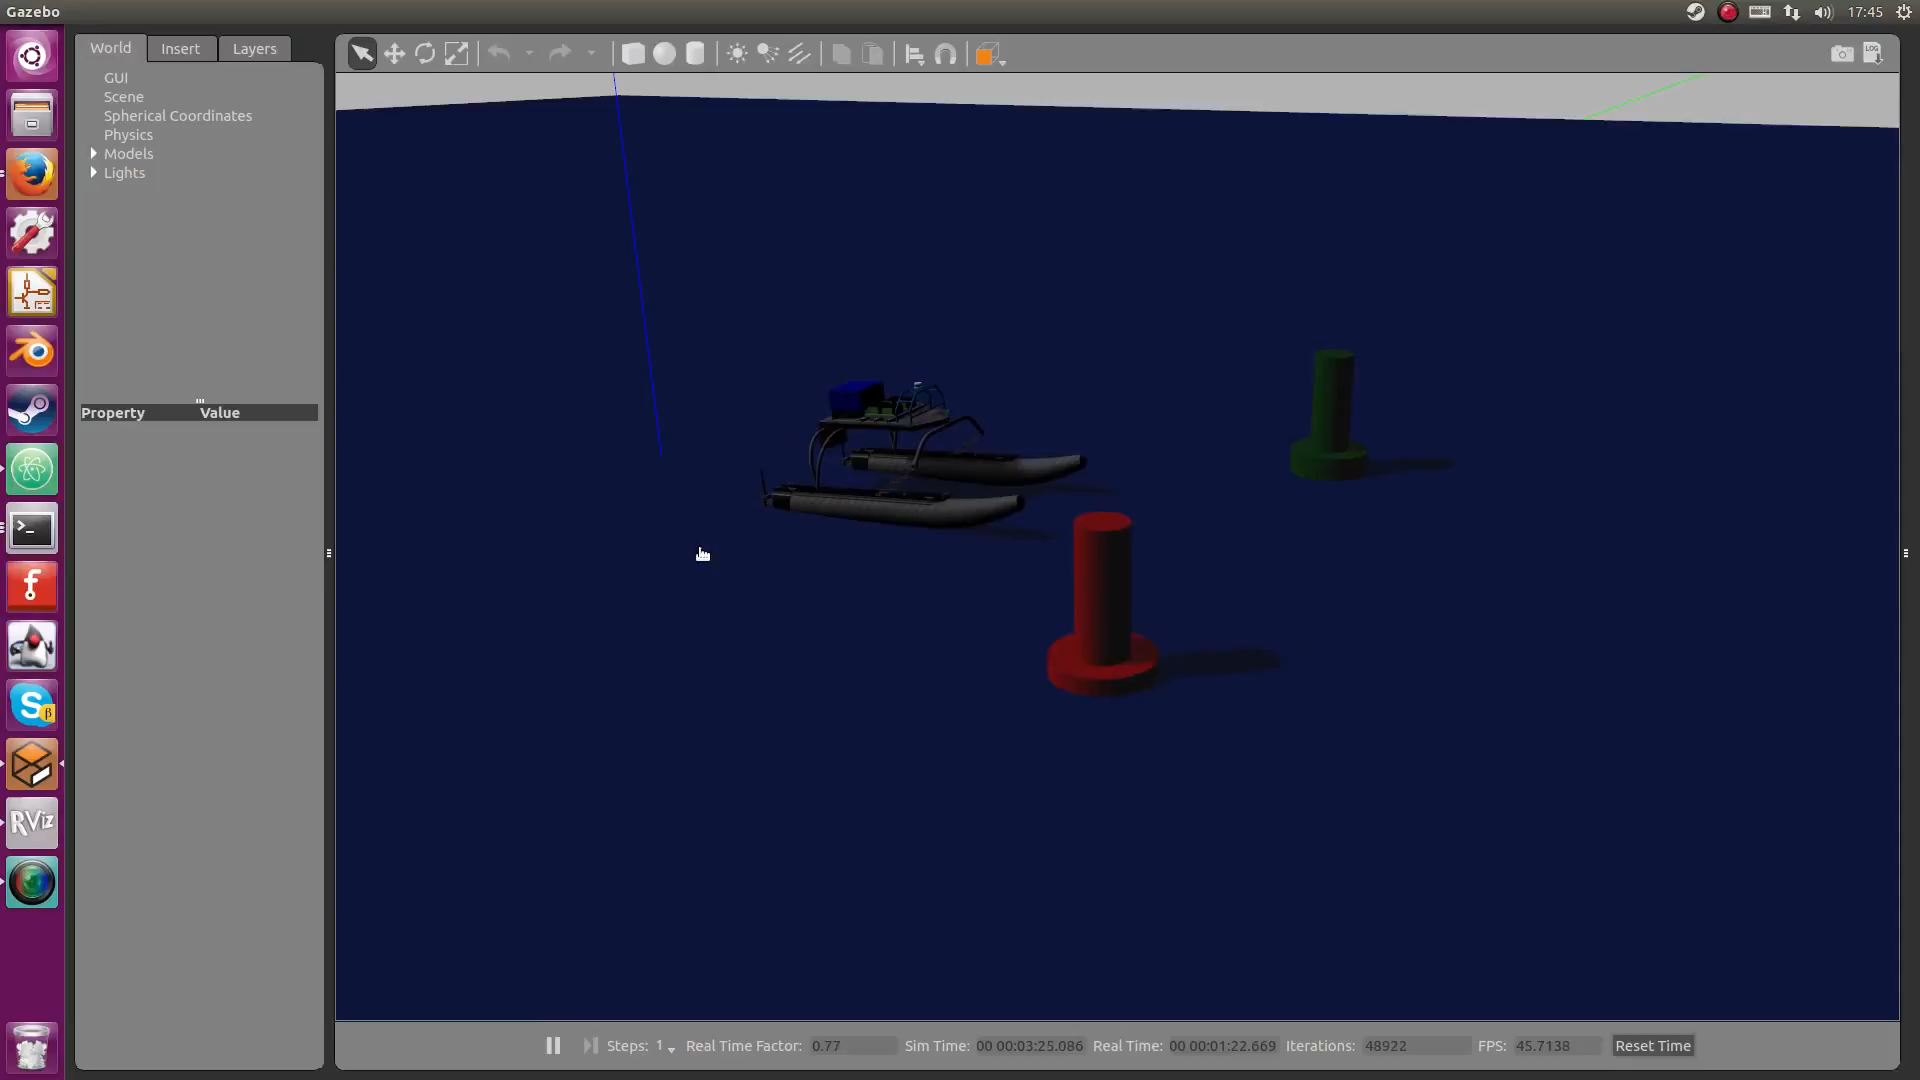 Gazebo
17:45
World
Insert
Layers
GUI
Scene
Spherical Coordinates
Physics
Models
Lights
Property
Value
LOG
>_
f
S
β
RViz
Steps: 1
Real Time Factor: 0.77
Sim Time: 00 00:03:25.086
Real Time: 00 00:01:22.669
Iterations: 48922
FPS: 45.7138
Reset Time